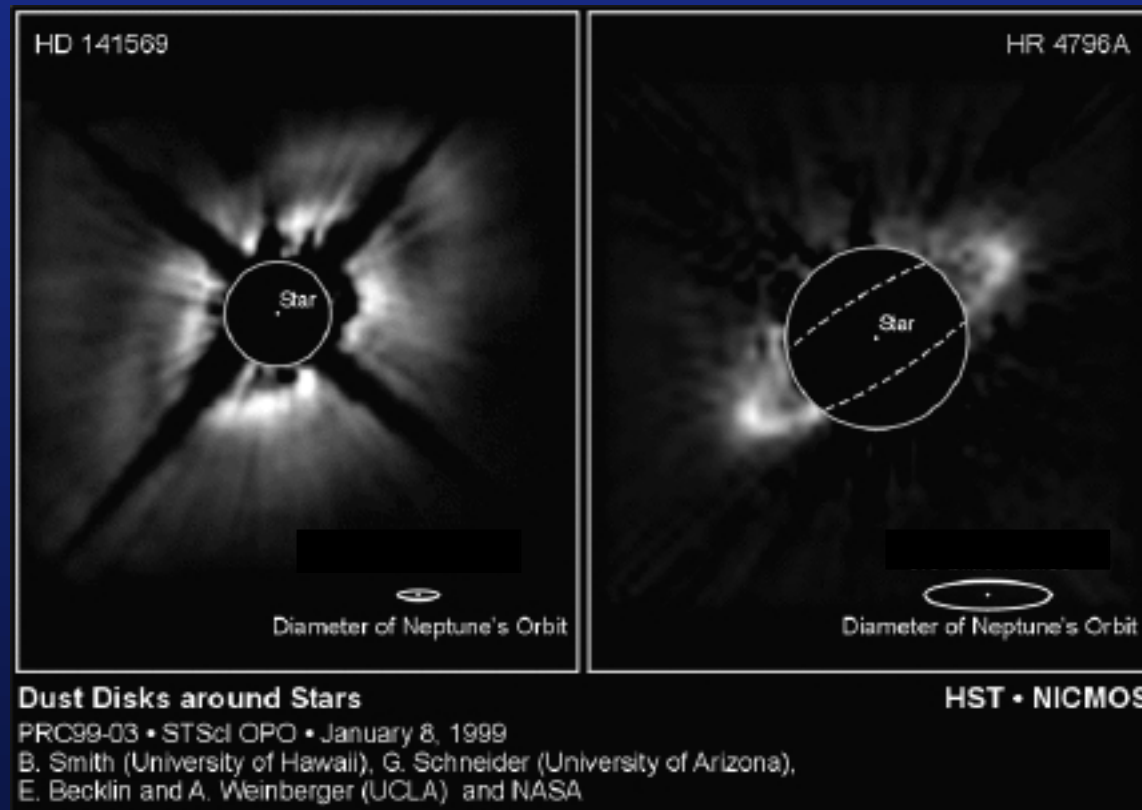 HD 141569
HR 4796A
Star
Star
Diameter of Neptune's Orbit
Diameter of Neptune's Orbit
Dust Disks around Stars
HST • NICMOS
PRC99-03 • STScI OPO • January 8, 1999
B. Smith (University of Hawaii), G. Schneider (University of Arizona),
E. Becklin and A. Weinberger (UCLA) and NASA